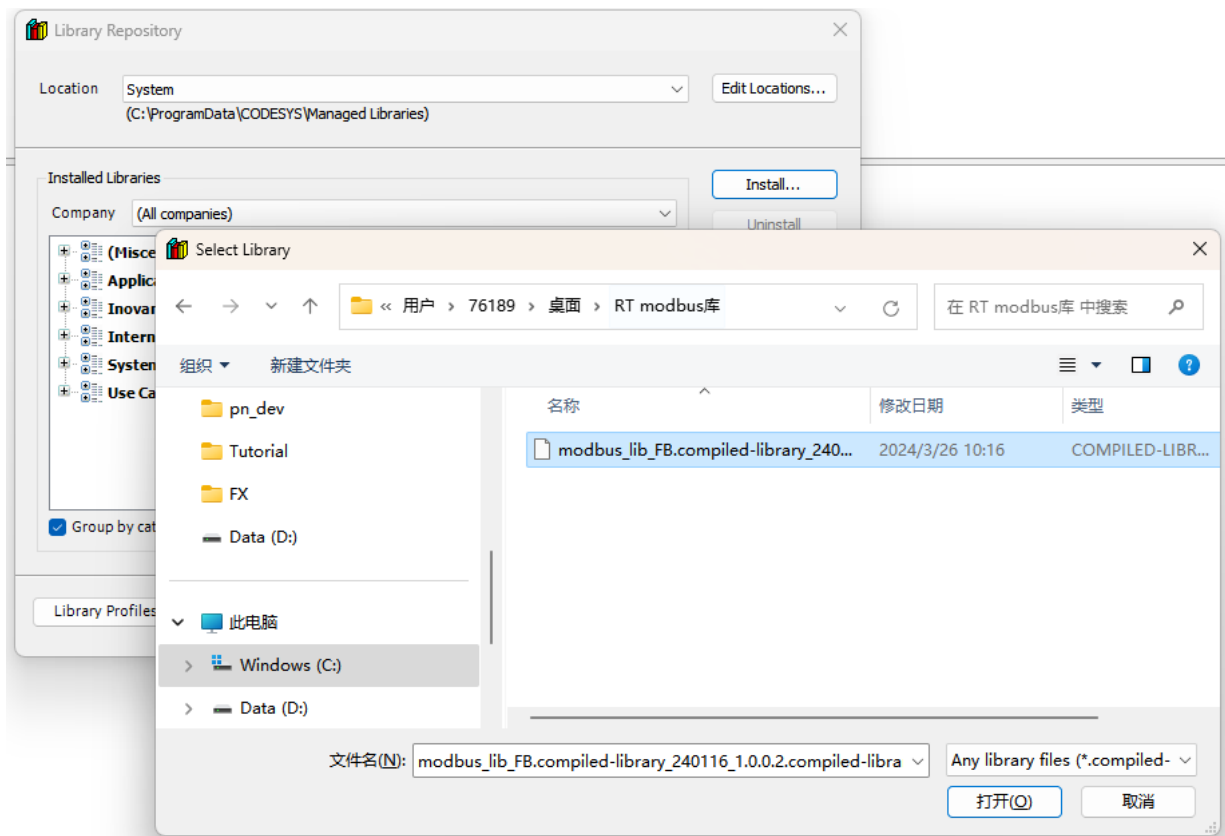 Library Repository
Location
System
Edit Locations...
(C:\ProgramData\CODESYS\Managed Libraries)
Installed Libraries
Install...
Company
(All companies)
Uninstall
(Misce
Applica
Inovar
Intern
System
Use Ca
Group by cat
Library Profiles
Select Library
« 用户 › 76189 › 桌面 › RT modbus库
在 RT modbus库 中搜索
组织
新建文件夹
pn_dev
Tutorial
FX
Data (D:)
此电脑
Windows (C:)
Data (D:)
名称
修改日期
类型
modbus_lib_FB.compiled-library_240...
2024/3/26 10:16
COMPILED-LIBR...
文件名(N):
modbus_lib_FB.compiled-library_240116_1.0.0.2.compiled-libra
Any library files (*.compiled-
打开(O)
取消